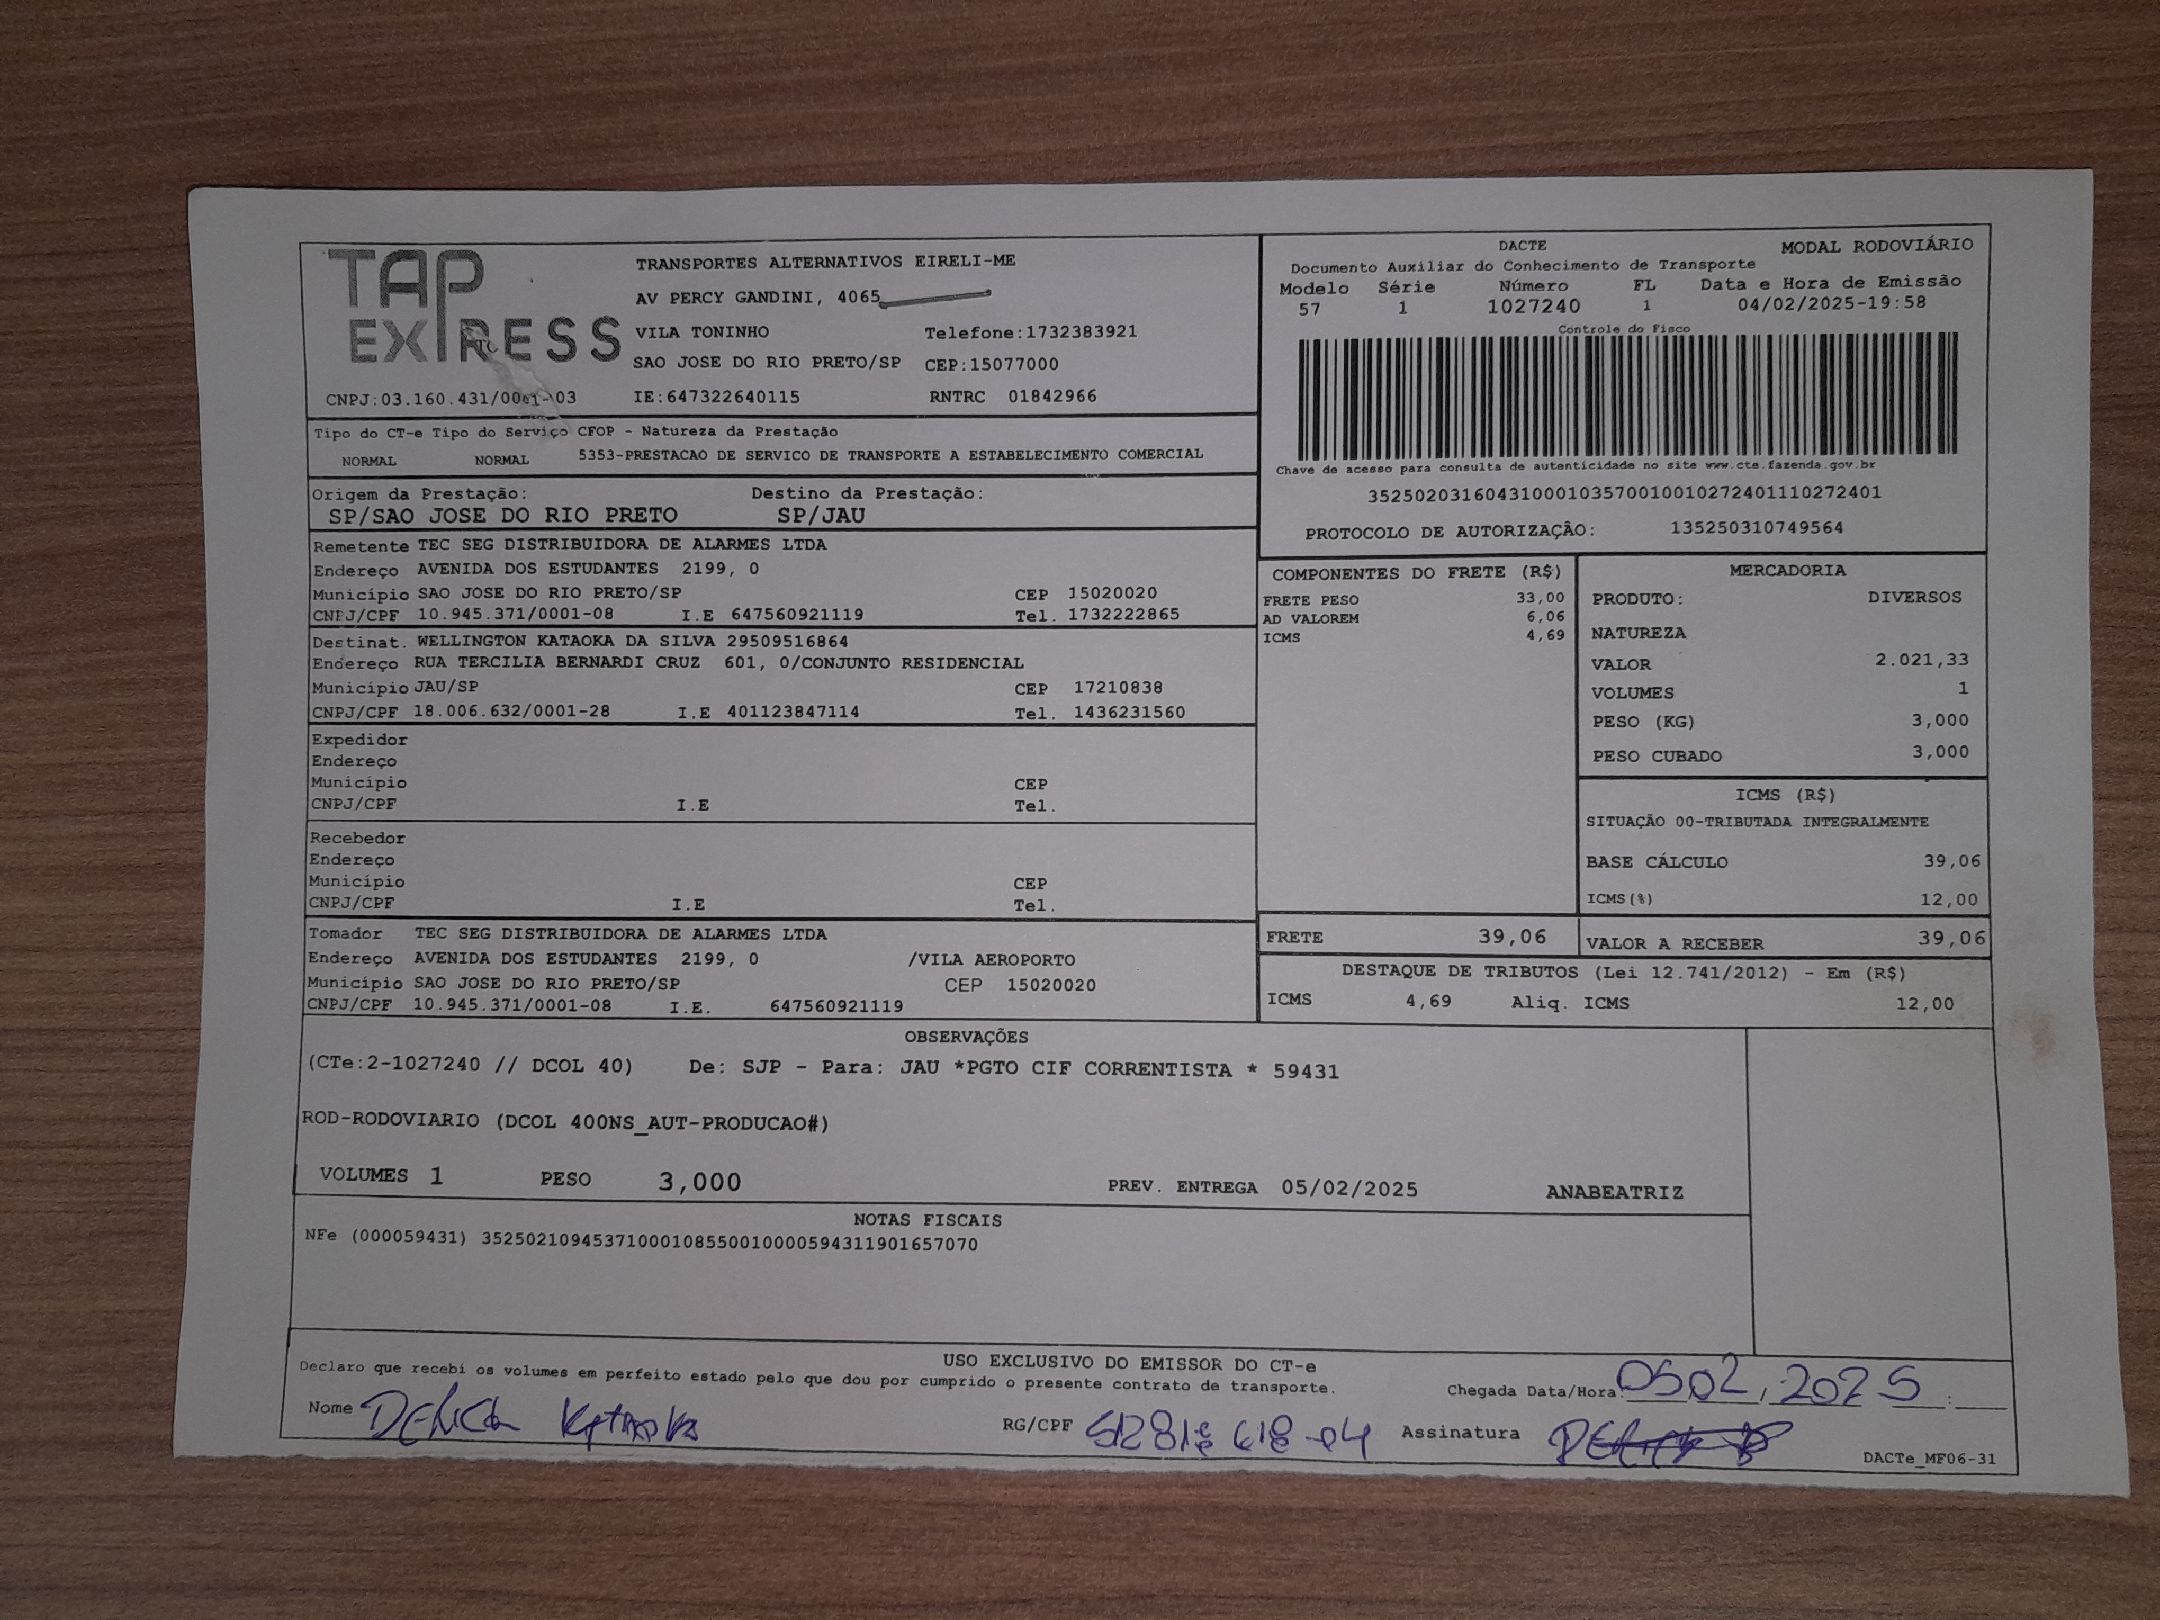 TAP
EXPRESS
TRANSPORTES ALTERNATIVOS EIRELI-ME
AV PERCY GANDINI, 4065
VILA TONINHO Telefone:1732383921
SAO JOSE DO RIO PRETO/SP CEP:15077000
CNPJ:03.160.431/0001-03 IE:647322640115 RNTRC 01842966
DACTE MODAL RODOVIÁRIO
Documento Auxiliar do Conhecimento de Transporte
Modelo Série Número FL Data e Hora de Emissão
57 1 1027240 1 04/02/2025-19:58
Controle do Fisco
Chave de acesso para consulta de autenticidade no site www.cte.fazenda.gov.br
35250203160431000103570010010272401110272401
PROTOCOLO DE AUTORIZAÇÃO: 135250310749564
Tipo do CT-e Tipo do Serviço CFOP - Natureza da Prestação
NORMAL NORMAL 5353-PRESTACAO DE SERVICO DE TRANSPORTE A ESTABELECIMENTO COMERCIAL
Origem da Prestação: Destino da Prestação:
SP/SAO JOSE DO RIO PRETO SP/JAU
Remetente TEC SEG DISTRIBUIDORA DE ALARMES LTDA
Endereço AVENIDA DOS ESTUDANTES 2199, 0
Município SAO JOSE DO RIO PRETO/SP CEP 15020020
CNPJ/CPF 10.945.371/0001-08 I.E 647560921119 Tel. 1732222865
Destinat. WELLINGTON KATAOKA DA SILVA 29509516864
Endereço RUA TERCILIA BERNARDI CRUZ 601, 0/CONJUNTO RESIDENCIAL
Município JAU/SP CEP 17210838
CNPJ/CPF 18.006.632/0001-28 I.E 401123847114 Tel. 1436231560
Expedidor
Endereço
Município CEP
CNPJ/CPF I.E Tel.
Recebedor
Endereço
Município CEP
CNPJ/CPF I.E Tel.
Tomador TEC SEG DISTRIBUIDORA DE ALARMES LTDA
Endereço AVENIDA DOS ESTUDANTES 2199, 0 /VILA AEROPORTO
Município SAO JOSE DO RIO PRETO/SP CEP 15020020
CNPJ/CPF 10.945.371/0001-08 I.E. 647560921119
COMPONENTES DO FRETE (R$)
FRETE PESO 33,00
AD VALOREM 6,06
ICMS 4,69
MERCADORIA
PRODUTO: DIVERSOS
NATUREZA
VALOR 2.021,33
VOLUMES 1
PESO (KG) 3,000
PESO CUBADO 3,000
ICMS (R$)
SITUAÇÃO 00-TRIBUTADA INTEGRALMENTE
BASE CÁLCULO 39,06
ICMS(%) 12,00
FRETE 39,06 VALOR A RECEBER 39,06
DESTAQUE DE TRIBUTOS (Lei 12.741/2012) - Em (R$)
ICMS 4,69 Aliq. ICMS 12,00
OBSERVAÇÕES
(CTe:2-1027240 // DCOL 40) De: SJP - Para: JAU *PGTO CIF CORRENTISTA * 59431
ROD-RODOVIARIO (DCOL 400NS_AUT-PRODUCAO#)
VOLUMES 1 PESO 3,000 PREV. ENTREGA 05/02/2025 ANABEATRIZ
NOTAS FISCAIS
NFe (000059431) 35250210945371000108550010000594311901657070
USO EXCLUSIVO DO EMISSOR DO CT-e
Declaro que recebi os volumes em perfeito estado pelo que dou por cumprido o presente contrato de transporte. Chegada Data/Hora: 0502, 2025
Nome Kataoka RG/CPF Assinatura
DACTe_MF06-31